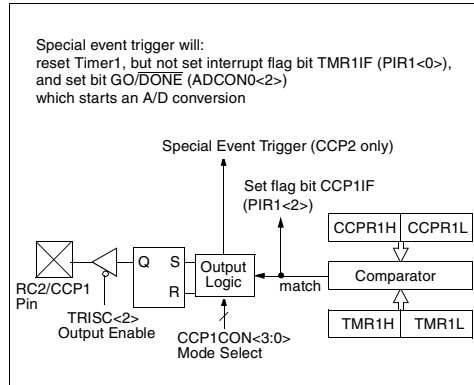 Special event trigger will:
reset Timer1, but not set interrupt flag bit TMR1IF (PIR1<0>),
and set bit GO/DONE (ADCON0<2>)
which starts an A/D conversion
Special Event Trigger (CCP2 only)
Set flag bit CCP1IF
(PIR1<2>)
CCPR1H CCPR1L
Q S
R
Output
Logic
match
Comparator
RC2/CCP1
Pin
TRISC<2>
Output Enable
CCP1CON<3:0>
Mode Select
TMR1H TMR1L